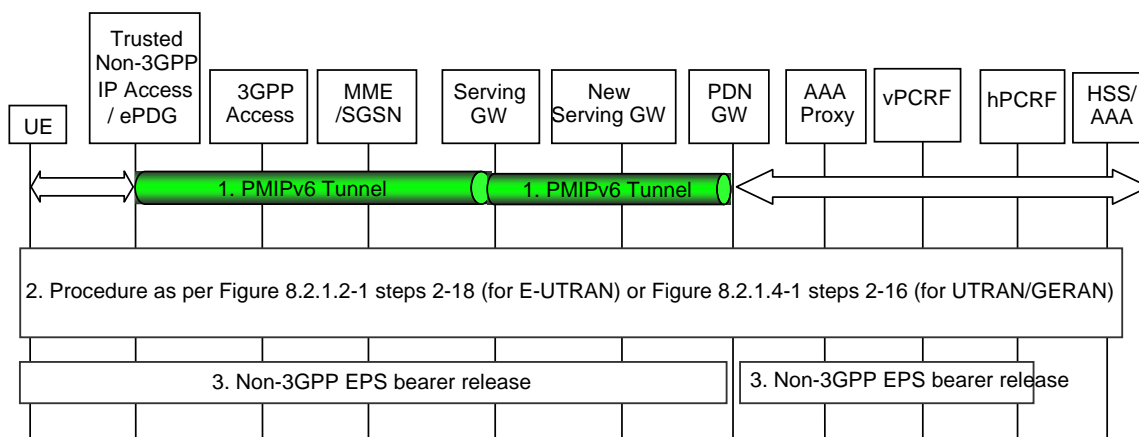 UE
Trusted
Non-3GPP
IP Access
/ ePDG
3GPP
Access
MME
/SGSN
Serving
GW
New
Serving GW
PDN
GW
AAA
Proxy
vPCRF
hPCRF
HSS/
AAA
1. PMIPv6 Tunnel
1. PMIPv6 Tunnel
2. Procedure as per Figure 8.2.1.2-1 steps 2-18 (for E-UTRAN) or Figure 8.2.1.4-1 steps 2-16 (for UTRAN/GERAN)
3. Non-3GPP EPS bearer release
3. Non-3GPP EPS bearer release